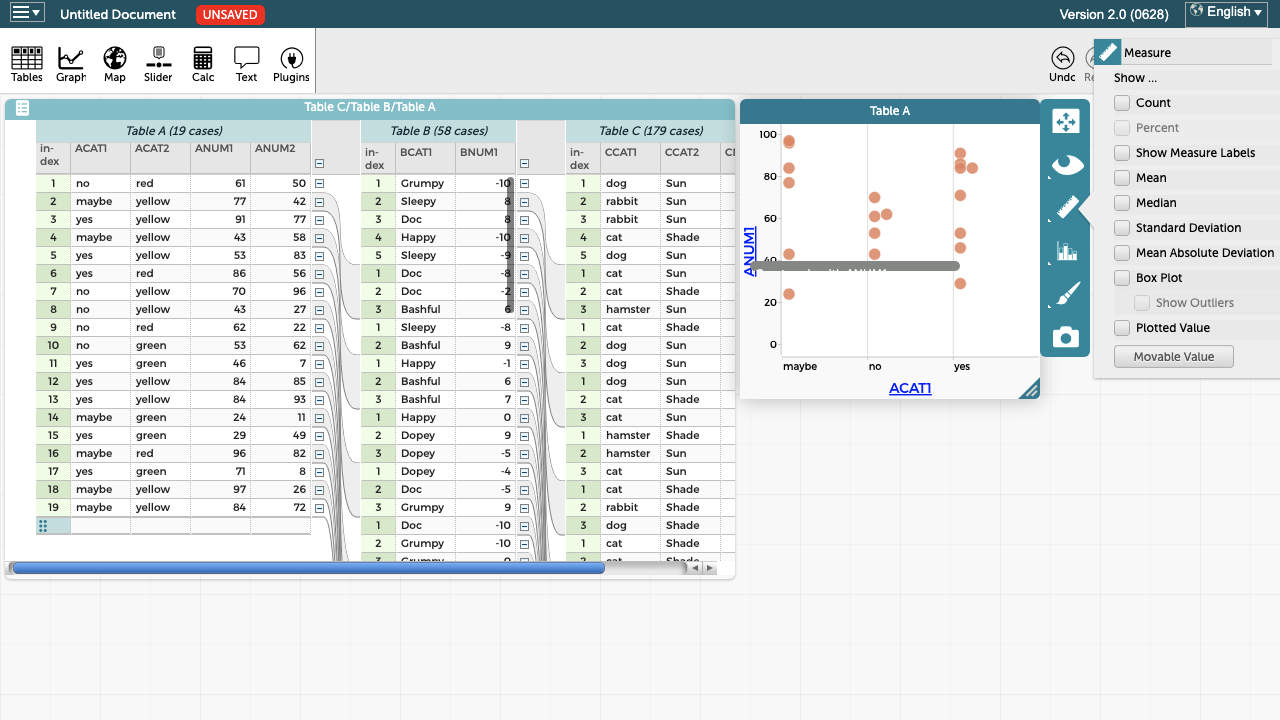 Untitled Document UNSAVED Version 2.0 (0628) English
Tables Graph Map Slider Calc Text Plugins Undo
Measure
Show ...
Count
Percent
Show Measure Labels
Mean
Median
Standard Deviation
Mean Absolute Deviation
Box Plot
Show Outliers
Plotted Value
Movable Value
Table C/Table B/Table A
Table A (19 cases) Table B (58 cases) Table C (179 cases)
in-
dex ACAT1 ACAT2 ANUM1 ANUM2 in-
dex BCAT1 BNUM1 in-
dex CCAT1 CCAT2
1 no red 61 50 1 Grumpy -10 1 dog Sun
2 maybe yellow 77 42 2 Sleepy 8 2 rabbit Sun
3 yes yellow 91 77 3 Doc 8 3 rabbit Sun
4 maybe yellow 43 58 4 Happy -10 4 cat Shade
5 yes yellow 53 83 5 Sleepy -9 5 dog Sun
6 yes red 86 56 1 Doc -8 1 cat Sun
7 no yellow 70 96 2 Doc -2 2 cat Shade
8 no yellow 43 27 3 Bashful 6 3 hamster Sun
9 no red 62 22 1 Sleepy -8 1 cat Shade
10 no green 53 62 2 Bashful 9 2 dog Sun
11 yes green 46 7 1 Happy -1 3 dog Sun
12 yes yellow 84 85 2 Bashful 6 1 dog Sun
13 yes yellow 84 93 3 Bashful 7 2 cat Shade
14 maybe green 24 11 1 Happy 0 3 cat Sun
15 yes green 29 49 2 Dopey 9 1 hamster Shade
16 maybe red 96 82 3 Dopey -5 2 hamster Sun
17 yes green 71 8 1 Dopey -4 3 cat Sun
18 maybe yellow 97 26 2 Doc -5 1 cat Shade
19 maybe yellow 84 72 3 Grumpy 9 2 rabbit Shade
1 Doc -10 3 dog Shade
2 Grumpy -10 1 cat Shade
3 Grumpy 0 2 cat Shade
Table A
100
80
60
40
20
0
ANUM1
maybe no yes
ACAT1